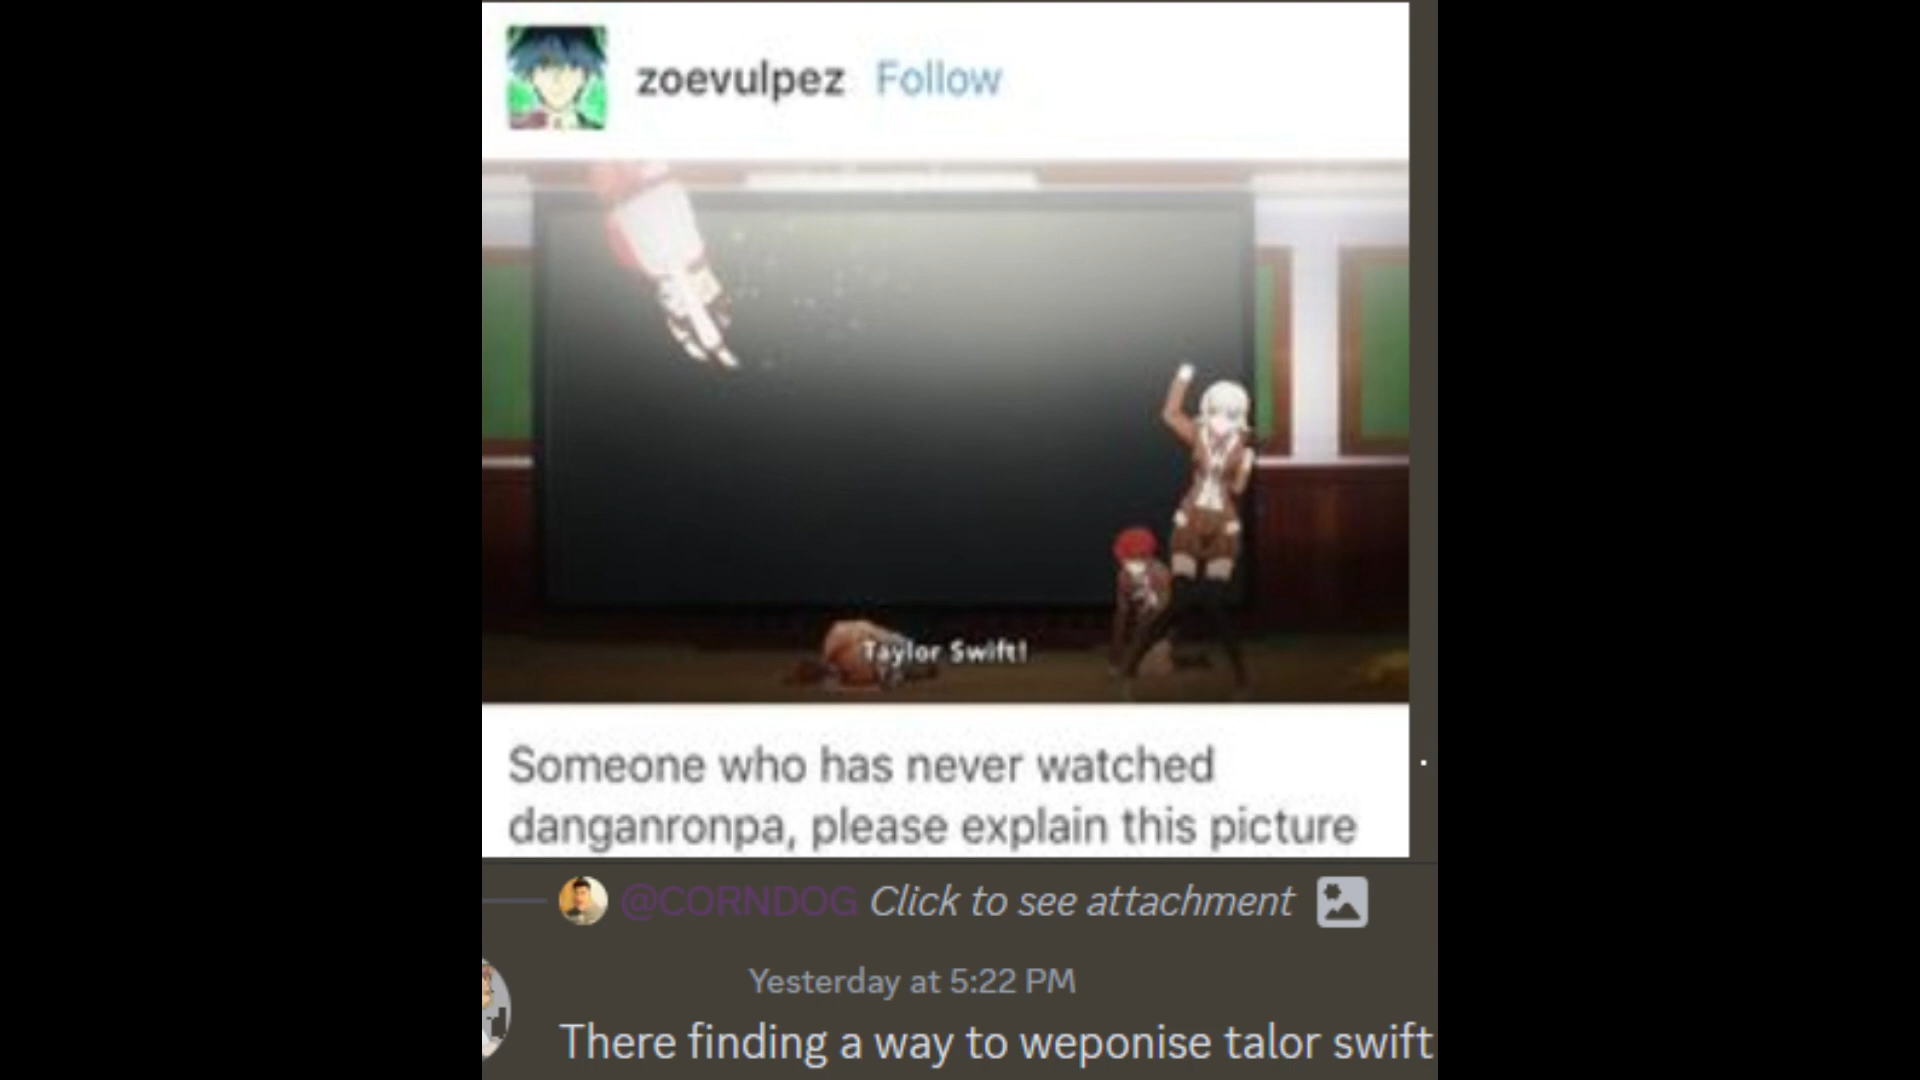 zoevulpez Follow
Taylor Swift!
Someone who has never watched
danganronpa, please explain this picture
@CORNDOG Click to see attachment
Yesterday at 5:22 PM
There finding a way to weponise talor swift